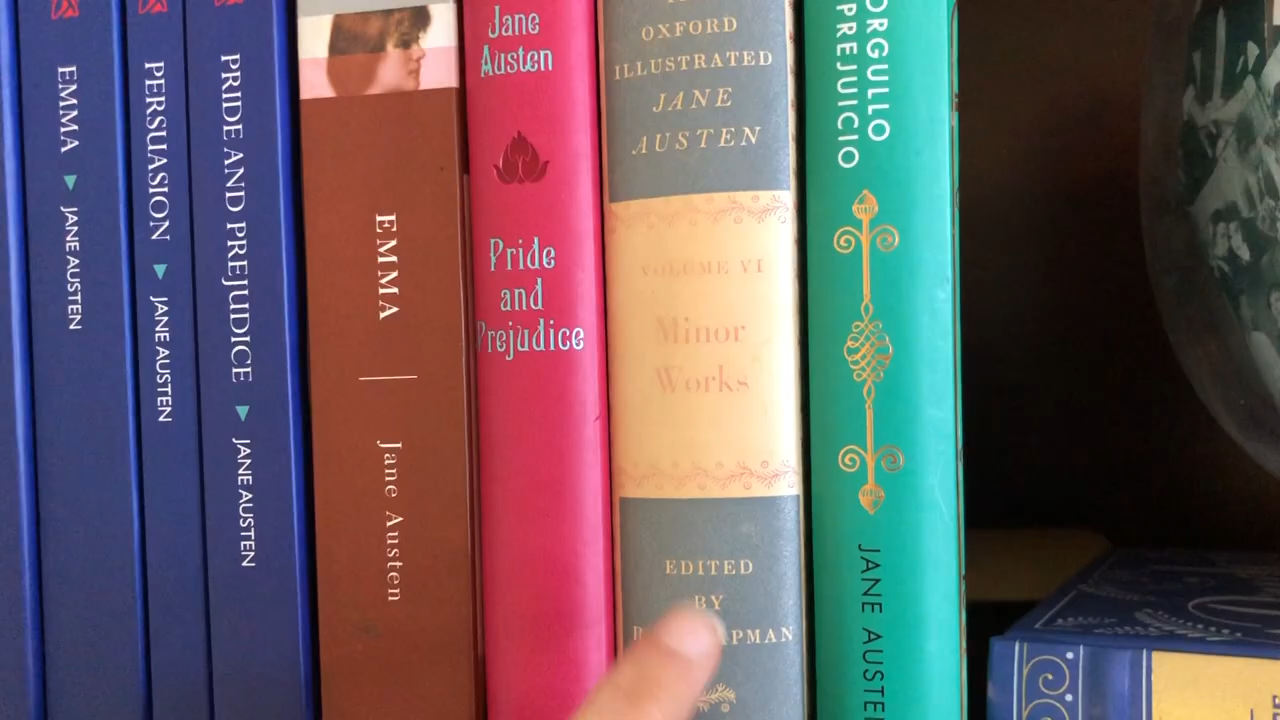 EMMA
JANE AUSTEN
PERSUASION
JANE AUSTEN
PRIDE AND PREJUDICE
JANE AUSTEN
EMMA
Jane Austen
Jane
Austen
Pride
and
Prejudice
OXFORD
ILLUSTRATED
JANE
AUSTEN
VOLUME VI
Minor
Works
EDITED
BY
ORGULLO
PREJUICIO
JANE AUSTEN